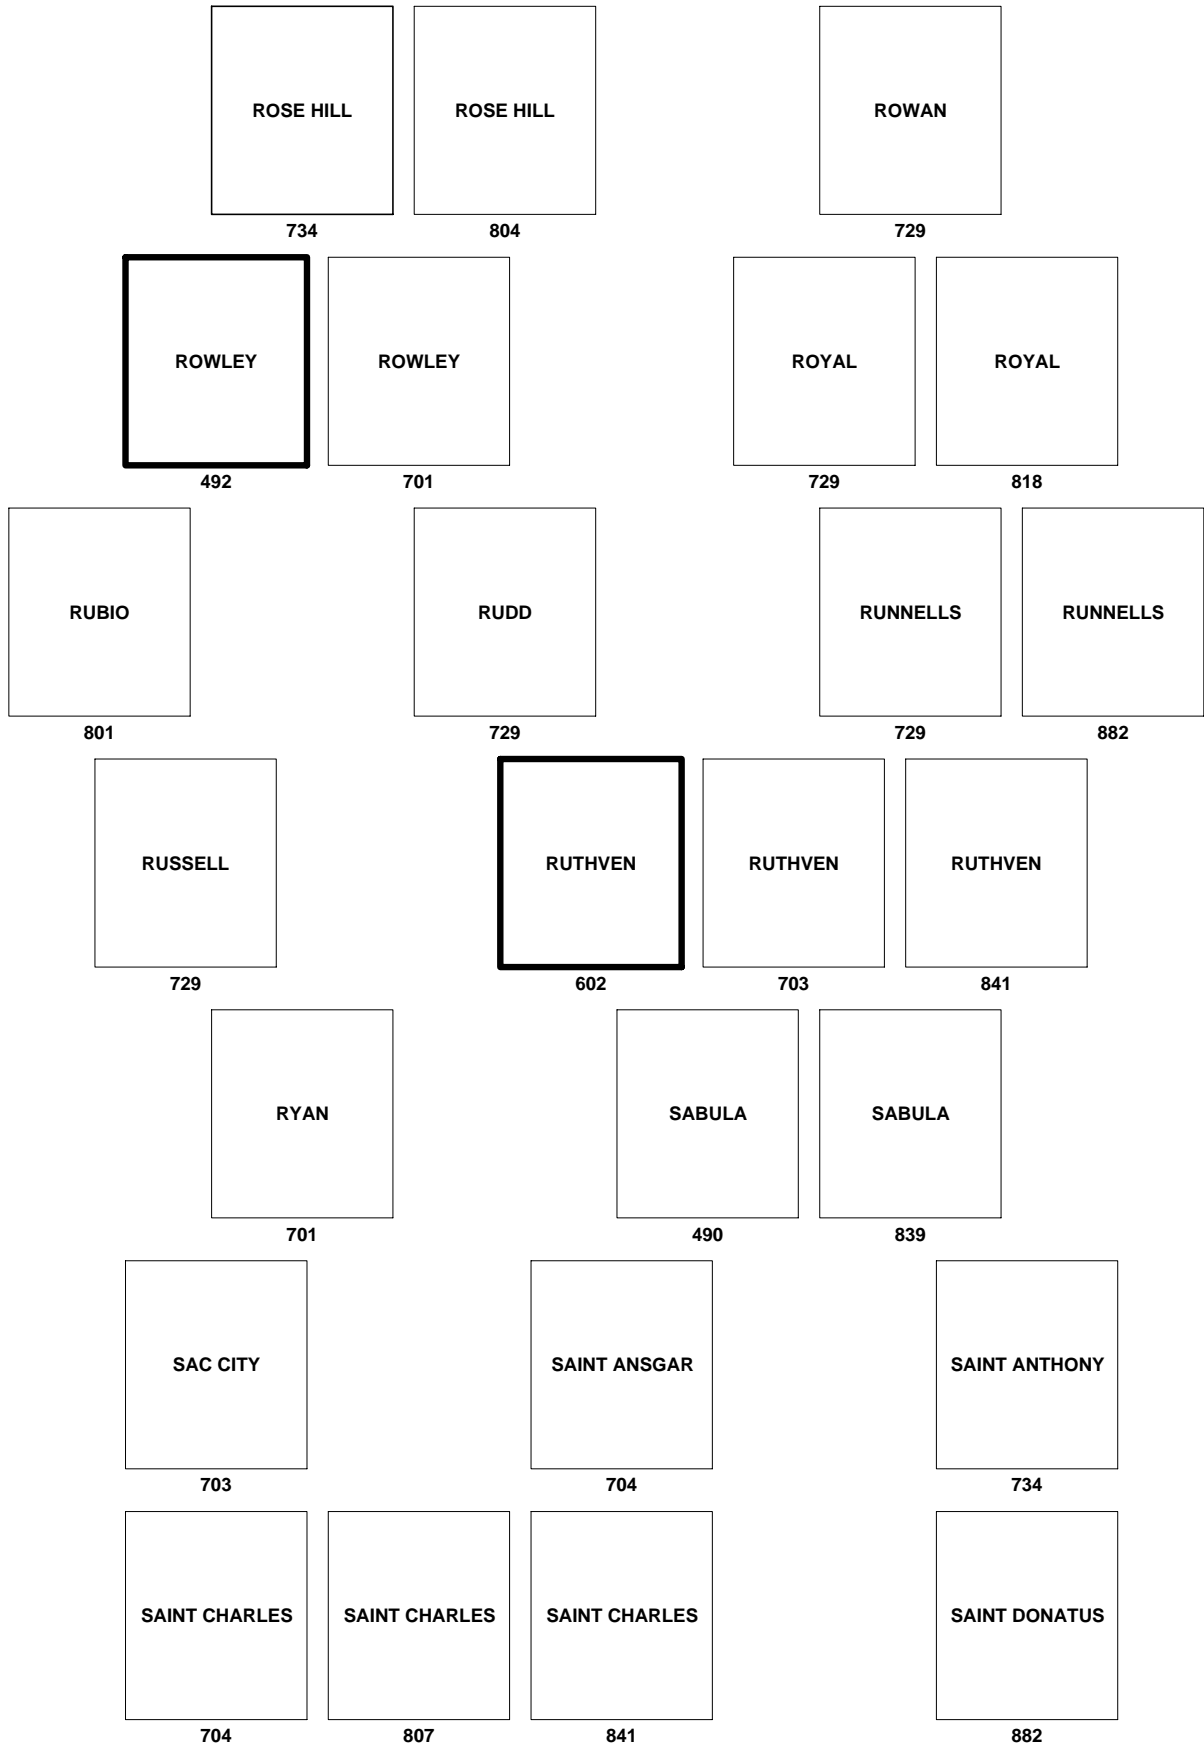 ROSE HILL ROSE HILL ROWAN
734 804 729
ROWLEY ROWLEY ROYAL ROYAL
492 701 729 818
RUBIO RUDD RUNNELLS RUNNELLS
801 729 729 882
RUSSELL RUTHVEN RUTHVEN RUTHVEN
729 602 703 841
RYAN SABULA SABULA
701 490 839
SAC CITY SAINT ANSGAR SAINT ANTHONY
703 704 734
SAINT CHARLES SAINT CHARLES SAINT CHARLES SAINT DONATUS
704 807 841 882